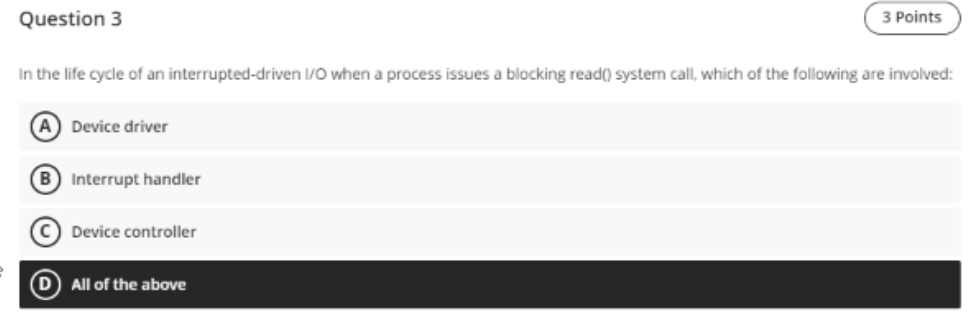 Question 3
3 Points
In the life cycle of an interrupted-driven I/O when a process issues a blocking read() system call, which of the following are involved:
A Device driver
B Interrupt handler
C Device controller
D All of the above